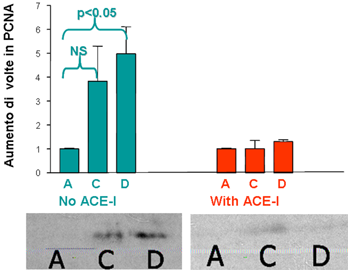 Aumento di volte in PCNA
7
6
5
4
3
2
1
0
p<0.05
NS
A C D A C D
No ACE-I With ACE-I
A C D A C D